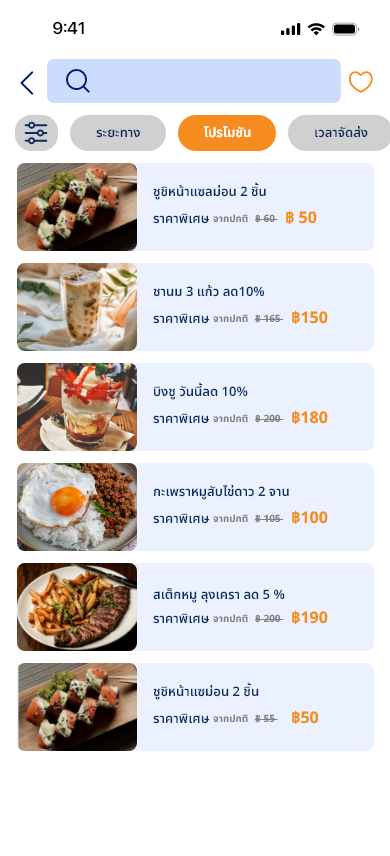 9:41
ระยะทาง
โปรโมชัน
เวลาจัดส่ง
ซูชิหน้าแซลม่อน 2 ชิ้น
ราคาพิเศษ จากปกติ ฿ 60 ฿ 50
ชานม 3 แก้ว ลด10%
ราคาพิเศษ จากปกติ ฿ 165 ฿150
บิงชู วันนี้ลด 10%
ราคาพิเศษ จากปกติ ฿ 200 ฿180
กะเพราหมูสับไข่ดาว 2 จาน
ราคาพิเศษ จากปกติ ฿ 105 ฿100
สเต็กหมู ลุงเครา ลด 5 %
ราคาพิเศษ จากปกติ ฿ 200 ฿190
ซูชิหน้าแซม่อน 2 ชิ้น
ราคาพิเศษ จากปกติ ฿ 55 ฿50